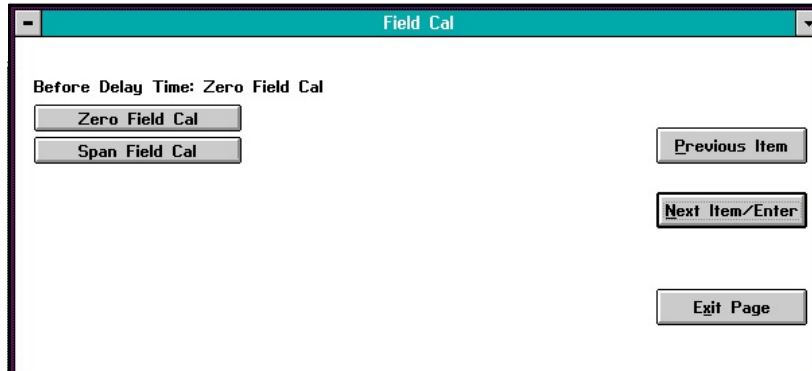 Field Cal
Before Delay Time: Zero Field Cal
Zero Field Cal
Span Field Cal
Previous Item
Next Item/Enter
Exit Page